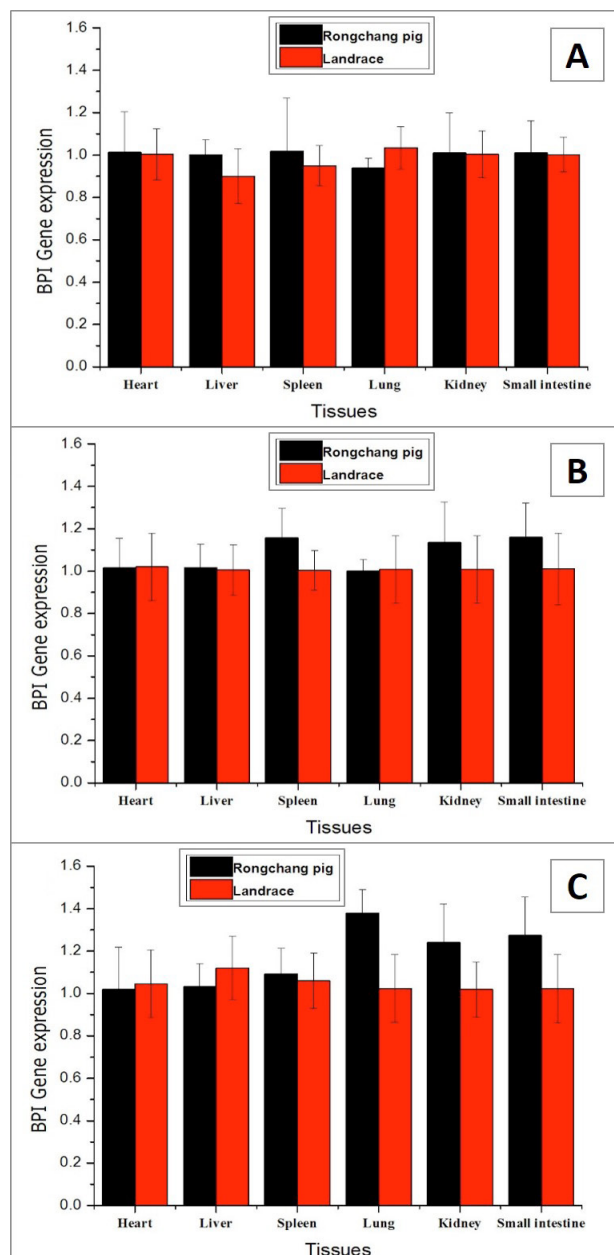 Rongchang pig
Landrace
A
BPI Gene expression
1.6
1.4
1.2
1.0
0.8
0.6
0.4
0.2
0.0
Heart Liver Spleen Lung Kidney Small intestine
Tissues
Rongchang pig
Landrace
B
BPI Gene expression
1.6
1.4
1.2
1.0
0.8
0.6
0.4
0.2
0.0
Heart Liver Spleen Lung Kidney Small intestine
Tissues
Rongchang pig
Landrace
C
BPI Gene expression
1.6
1.4
1.2
1.0
0.8
0.6
0.4
0.2
0.0
Heart Liver Spleen Lung Kidney Small intestine
Tissues